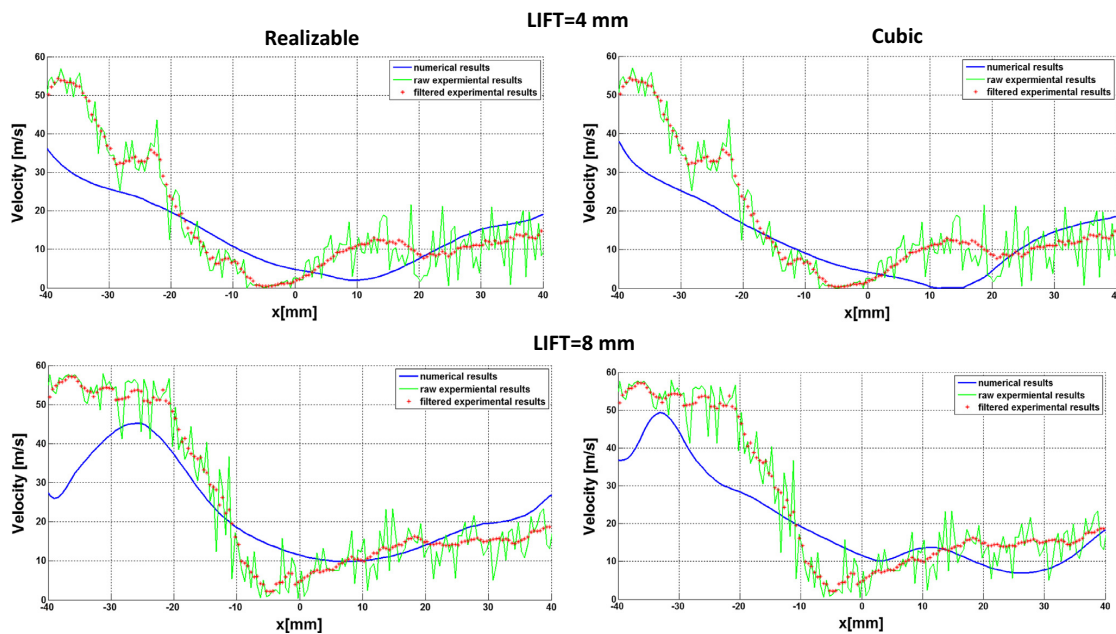 LIFT=4 mm
Realizable
Cubic
60
50
40
30
20
10
0
Velocity [m/s]
numerical results
raw expermiental results
filtered experimental results
-40 -30 -20 -10 0 10 20 30 40
x[mm]
60
50
40
30
20
10
0
Velocity [m/s]
numerical results
raw expermiental results
filtered experimental results
-40 -30 -20 -10 0 10 20 30 40
x[mm]
LIFT=8 mm
60
50
40
30
20
10
0
Velocity [m/s]
numerical results
raw expermiental results
filtered experimental results
-40 -30 -20 -10 0 10 20 30 40
x[mm]
60
50
40
30
20
10
0
Velocity [m/s]
numerical results
raw expermiental results
filtered experimental results
-40 -30 -20 -10 0 10 20 30 40
x[mm]